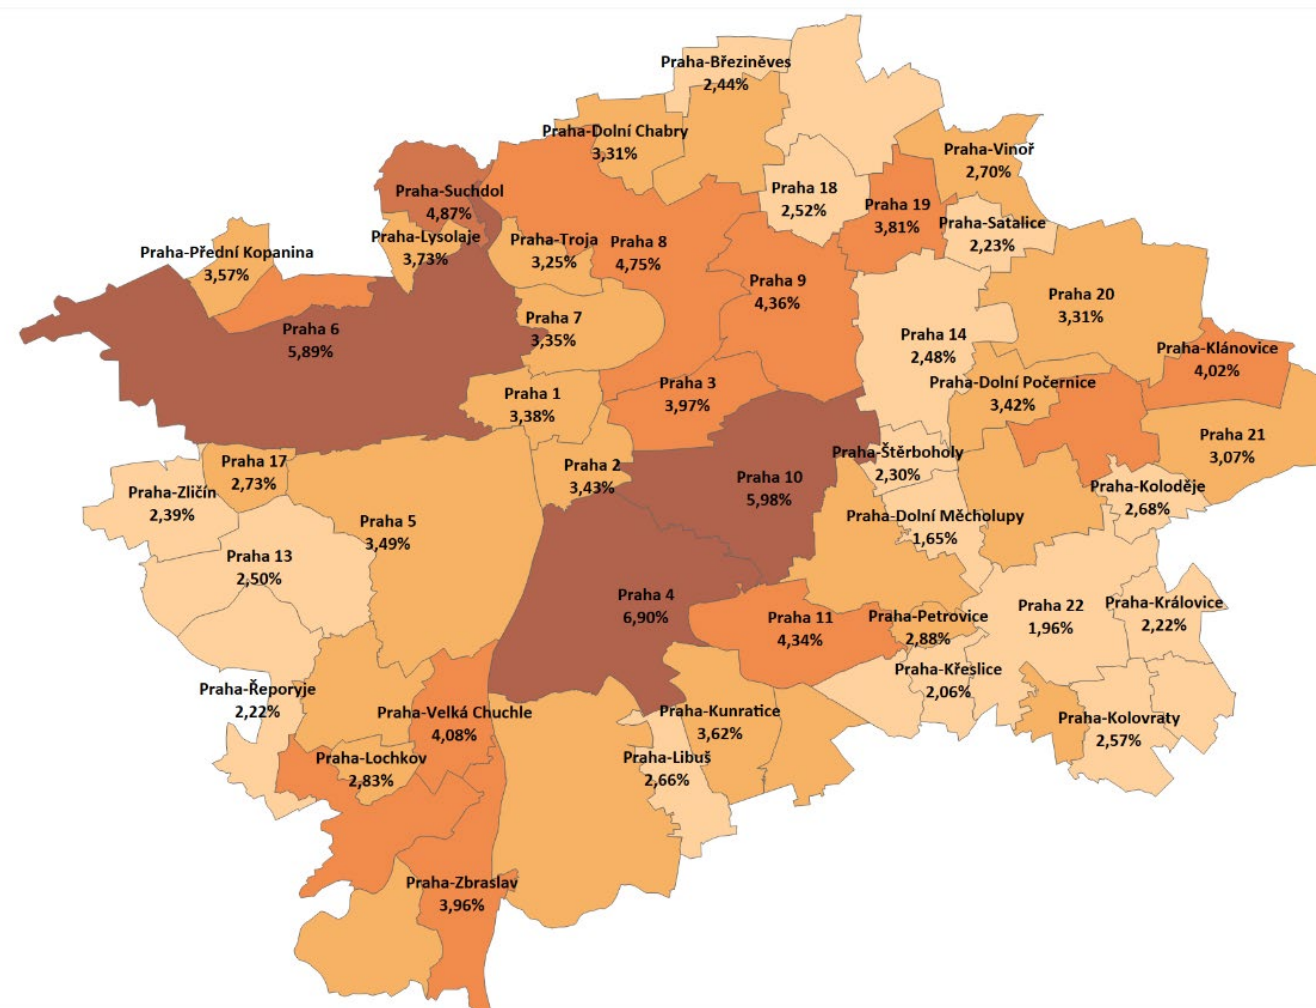 Praha-Březiněves
2,44%
Praha-Dolní Chabry
3,31%
Praha-Vinoř
2,70%
Praha-Suchdol
4,87%
Praha 18
2,52%
Praha 19
3,81%
Praha-Satalice
2,23%
Praha-Lysolaje
3,73%
Praha-Troja
3,25%
Praha 8
4,75%
Praha-Přední Kopanina
3,57%
Praha 9
4,36%
Praha 20
3,31%
Praha 6
5,89%
Praha 7
3,35%
Praha 14
2,48%
Praha-Klánovice
4,02%
Praha 1
3,38%
Praha 3
3,97%
Praha-Dolní Počernice
3,42%
Praha 21
3,07%
Praha 17
2,73%
Praha 2
3,43%
Praha 10
5,98%
Praha-Štěrboholy
2,30%
Praha-Zličín
2,39%
Praha-Koloděje
2,68%
Praha 5
3,49%
Praha-Dolní Měcholupy
1,65%
Praha 13
2,50%
Praha 4
6,90%
Praha 11
4,34%
Praha-Petrovice
2,88%
Praha 22
1,96%
Praha-Královice
2,22%
Praha-Křeslice
2,06%
Praha-Řeporyje
2,22%
Praha-Velká Chuchle
4,08%
Praha-Kunratice
3,62%
Praha-Kolovraty
2,57%
Praha-Lochkov
2,83%
Praha-Libuš
2,66%
Praha-Zbraslav
3,96%